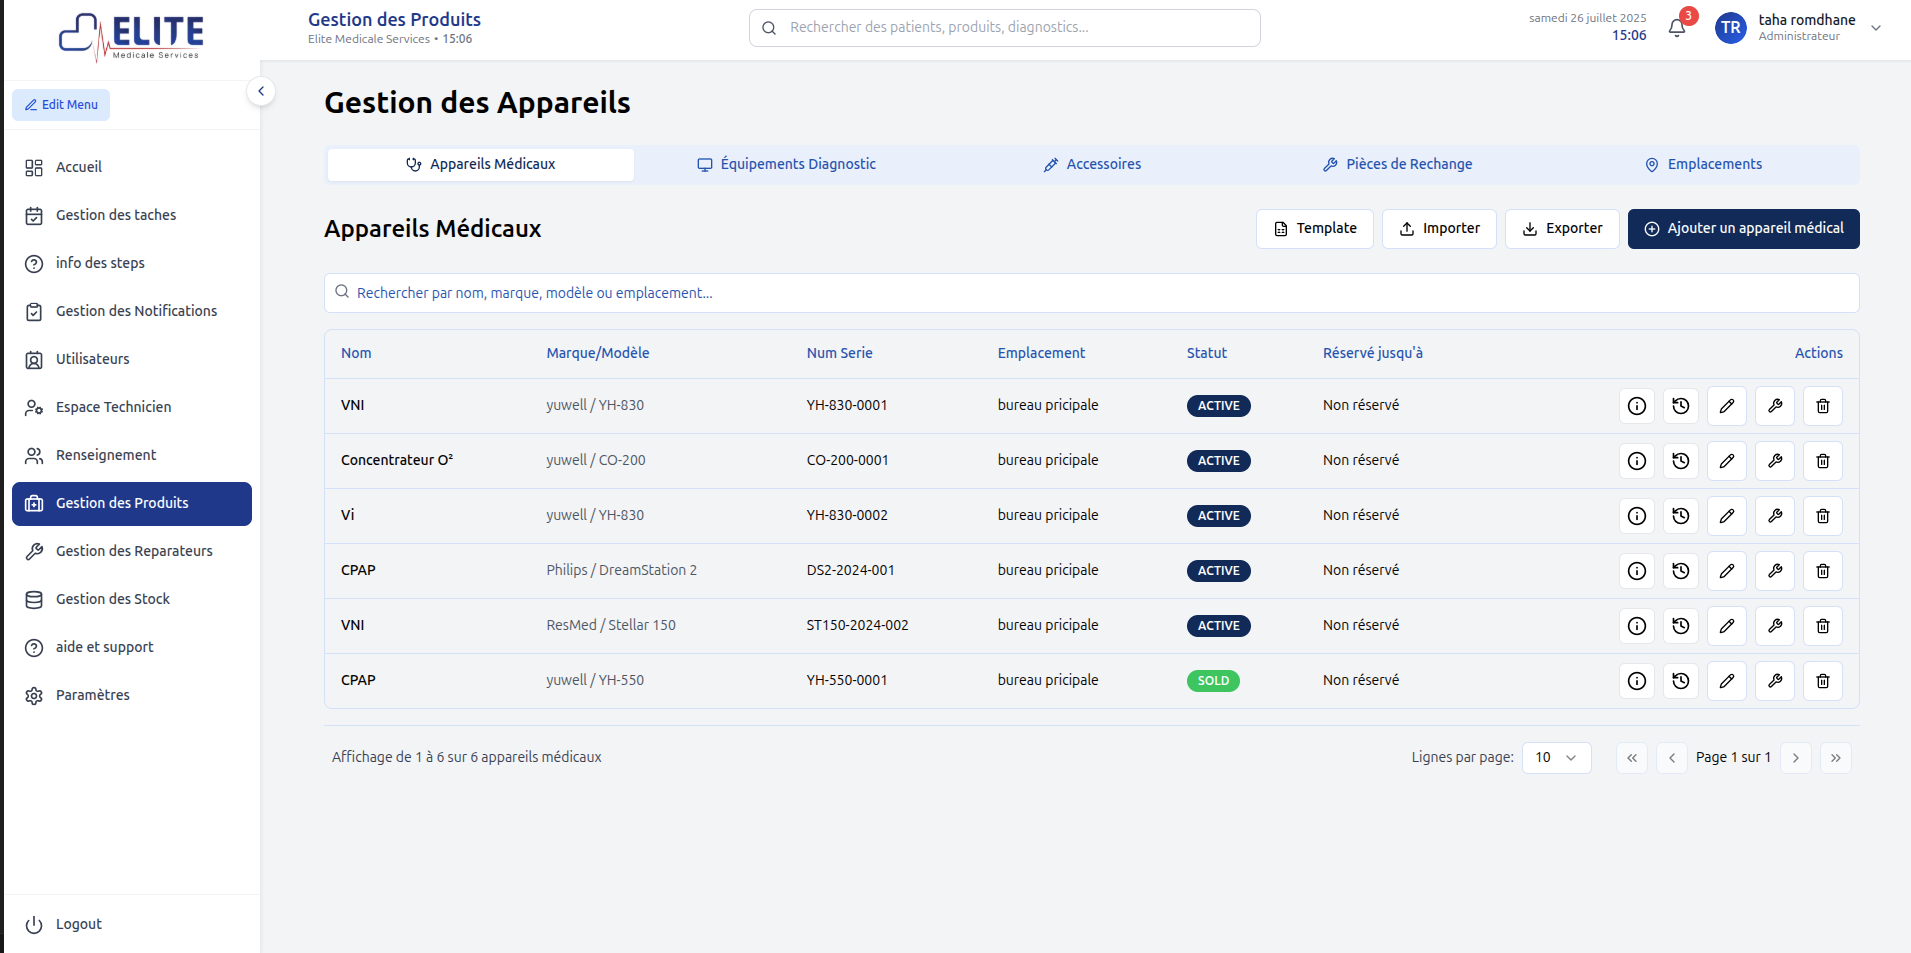 ELITE
Medicale Services
Gestion des Produits
Elite Medicale Services • 15:06
Rechercher des patients, produits, diagnostics...
samedi 26 juillet 2025
15:06
3
TR
taha romdhane
Administrateur
Edit Menu
Accueil
Gestion des taches
info des steps
Gestion des Notifications
Utilisateurs
Espace Technicien
Renseignement
Gestion des Produits
Gestion des Reparateurs
Gestion des Stock
aide et support
Paramètres
Logout
Gestion des Appareils
Appareils Médicaux
Équipements Diagnostic
Accessoires
Pièces de Rechange
Emplacements
Appareils Médicaux
Template
Importer
Exporter
Ajouter un appareil médical
Rechercher par nom, marque, modèle ou emplacement...
Nom Marque/Modèle Num Serie Emplacement Statut Réservé jusqu'à Actions
VNI yuwell / YH-830 YH-830-0001 bureau pricipale ACTIVE Non réservé
Concentrateur O² yuwell / CO-200 CO-200-0001 bureau pricipale ACTIVE Non réservé
Vi yuwell / YH-830 YH-830-0002 bureau pricipale ACTIVE Non réservé
CPAP Philips / DreamStation 2 DS2-2024-001 bureau pricipale ACTIVE Non réservé
VNI ResMed / Stellar 150 ST150-2024-002 bureau pricipale ACTIVE Non réservé
CPAP yuwell / YH-550 YH-550-0001 bureau pricipale SOLD Non réservé
Affichage de 1 à 6 sur 6 appareils médicaux
Lignes par page: 10
Page 1 sur 1